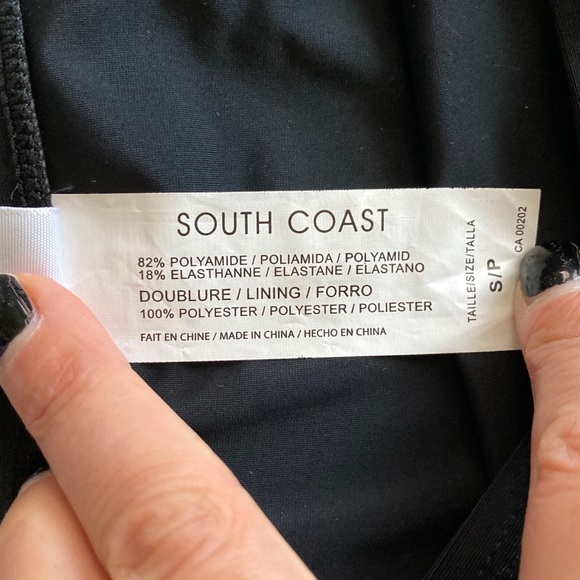 SOUTH COAST
82% POLYAMIDE / POLIAMIDA / POLYAMID
18% ELASTHANNE / ELASTANE / ELASTANO
DOUBLURE / LINING / FORRO
100% POLYESTER / POLYESTER / POLIESTER
FAIT EN CHINE / MADE IN CHINA / HECHO EN CHINA
TAILLE/SIZE/TALLA
S/P
CA 00202